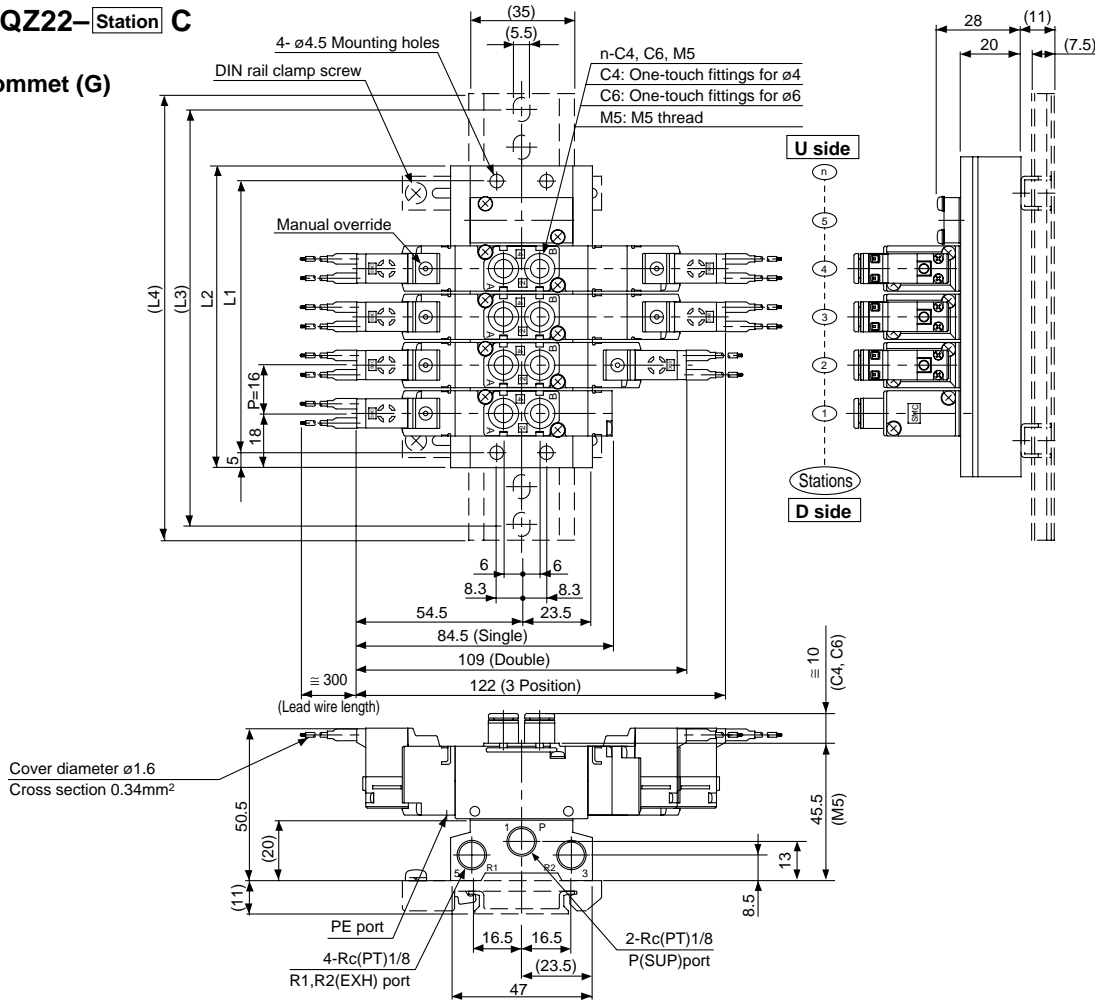 QZ22– Station C
ommet (G)
(35)
(5.5)
4- ø4.5 Mounting holes
DIN rail clamp screw
n-C4, C6, M5
C4: One-touch fittings for ø4
C6: One-touch fittings for ø6
M5: M5 thread
28
(11)
20
(7.5)
U side
n
5
4
3
2
1
Stations
D side
SMC
Manual override
(L4)
(L3)
L2
L1
P=16
18
5
A
B
A
B
A
B
A
B
6
6
8.3
8.3
54.5
23.5
84.5 (Single)
109 (Double)
122 (3 Position)
≅ 300
(Lead wire length)
≅ 10
(C4, C6)
Cover diameter ø1.6
Cross section 0.34mm²
50.5
(20)
(11)
45.5
(M5)
13
8.5
1
P
5
R1
R2
3
PE port
4-Rc(PT)1/8
R1,R2(EXH) port
16.5
16.5
(23.5)
47
2-Rc(PT)1/8
P(SUP)port